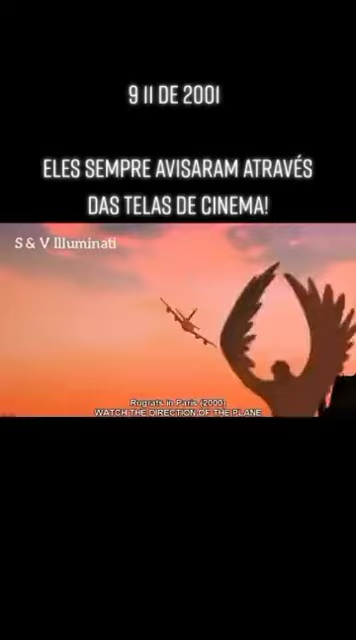 9 11 DE 2001
ELES SEMPRE AVISARAM ATRAVÉS
DAS TELAS DE CINEMA!
S & V Illuminati
Rugrats in Paris (2000)
WATCH THE DIRECTION OF THE PLANE